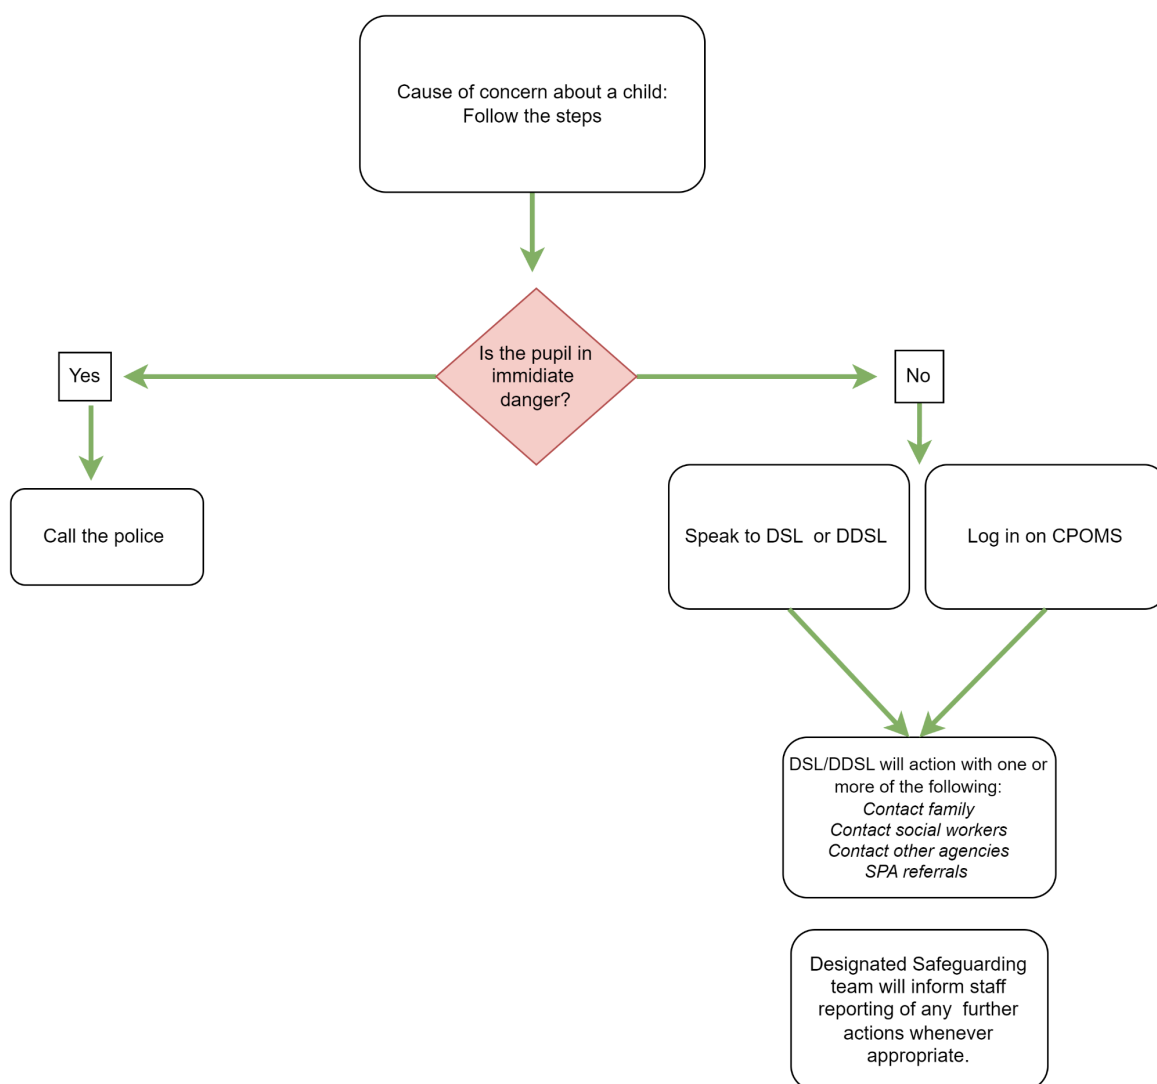 Cause of concern about a child:
Follow the steps
Is the pupil in
immidiate
danger?
Yes
No
Call the police
Speak to DSL  or DDSL
Log in on CPOMS
DSL/DDSL will action with one or
more of the following:
Contact family
Contact social workers
Contact other agencies
SPA referrals
Designated Safeguarding
team will inform staff
reporting of any  further
actions whenever
appropriate.